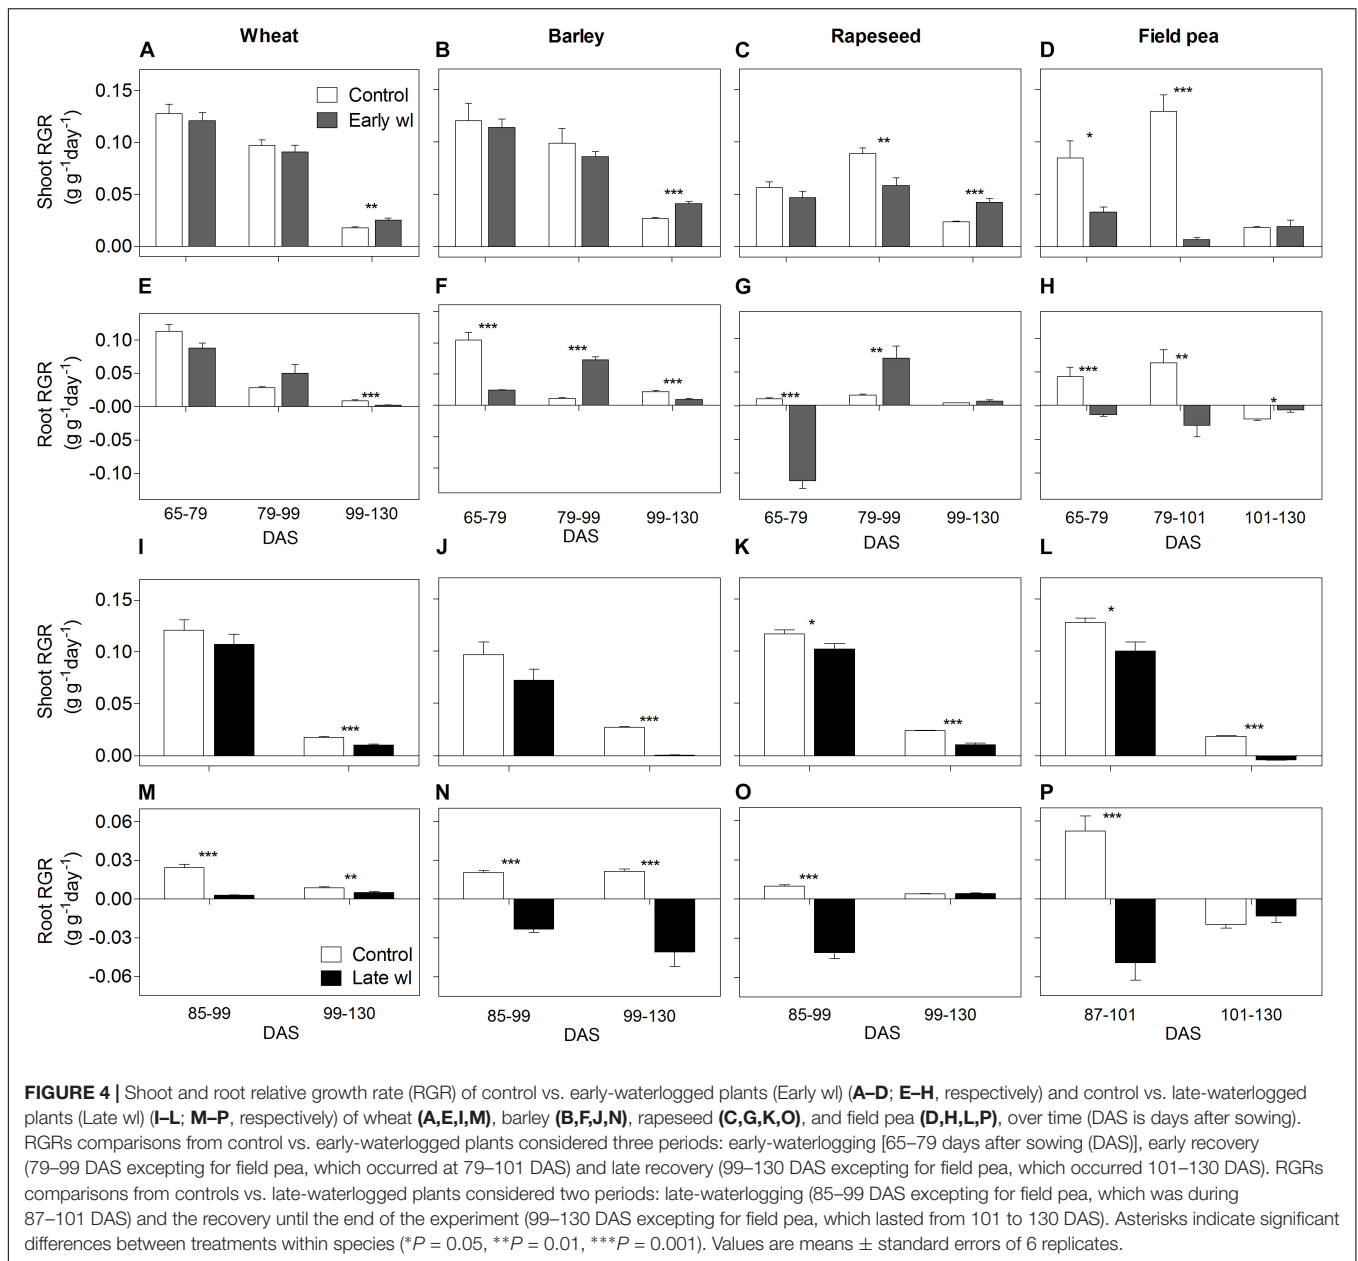 Wheat Barley Rapeseed Field pea
A B C D
Shoot RGR
(g g⁻¹day⁻¹)
0.15
0.10
0.05
0.00
Control
Early wl
** *** ** *** * ***
E F G H
Root RGR
(g g⁻¹day⁻¹)
0.10
0.05
-0.00
-0.05
-0.10
*** *** *** *** *** ** *** ** *
65-79 79-99 99-130 65-79 79-99 99-130 65-79 79-99 99-130 65-79 79-101 101-130
DAS DAS DAS DAS
I J K L
Shoot RGR
(g g⁻¹day⁻¹)
0.15
0.10
0.05
0.00
*** *** * *** * ***
M N O P
Root RGR
(g g⁻¹day⁻¹)
0.06
0.03
0.00
-0.03
-0.06
Control
Late wl
*** ** *** *** *** ***
85-99 99-130 85-99 99-130 85-99 99-130 87-101 101-130
DAS DAS DAS DAS
FIGURE 4 | Shoot and root relative growth rate (RGR) of control vs. early-waterlogged plants (Early wl) (A–D; E–H, respectively) and control vs. late-waterlogged
plants (Late wl) (I–L; M–P, respectively) of wheat (A,E,I,M), barley (B,F,J,N), rapeseed (C,G,K,O), and field pea (D,H,L,P), over time (DAS is days after sowing).
RGRs comparisons from control vs. early-waterlogged plants considered three periods: early-waterlogging [65–79 days after sowing (DAS)], early recovery
(79–99 DAS excepting for field pea, which occurred at 79–101 DAS) and late recovery (99–130 DAS excepting for field pea, which occurred 101–130 DAS). RGRs
comparisons from controls vs. late-waterlogged plants considered two periods: late-waterlogging (85–99 DAS excepting for field pea, which was during
87–101 DAS) and the recovery until the end of the experiment (99–130 DAS excepting for field pea, which lasted from 101 to 130 DAS). Asterisks indicate significant
differences between treatments within species (*P = 0.05, **P = 0.01, ***P = 0.001). Values are means ± standard errors of 6 replicates.